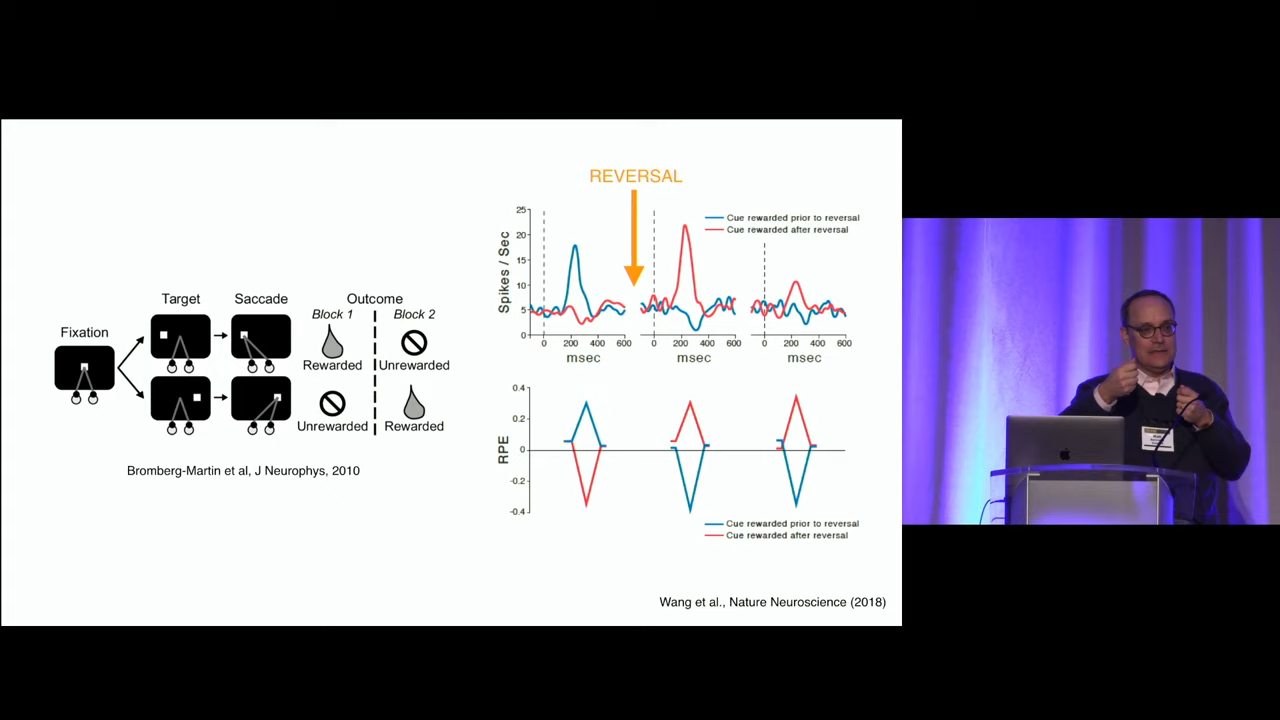 REVERSAL
Target
Saccade
Outcome
Block 1
Block 2
Fixation
Rewarded
Unrewarded
Unrewarded
Rewarded
Bromberg-Martin et al, J Neurophys, 2010
Spikes / Sec
25
20
15
10
5
0
Cue rewarded prior to reversal
Cue rewarded after reversal
0 200 400 600
0 200 400 600
0 200 400 600
msec
msec
msec
RPE
0.4
0.2
0
-0.2
-0.4
Cue rewarded prior to reversal
Cue rewarded after reversal
Wang et al., Nature Neuroscience (2018)